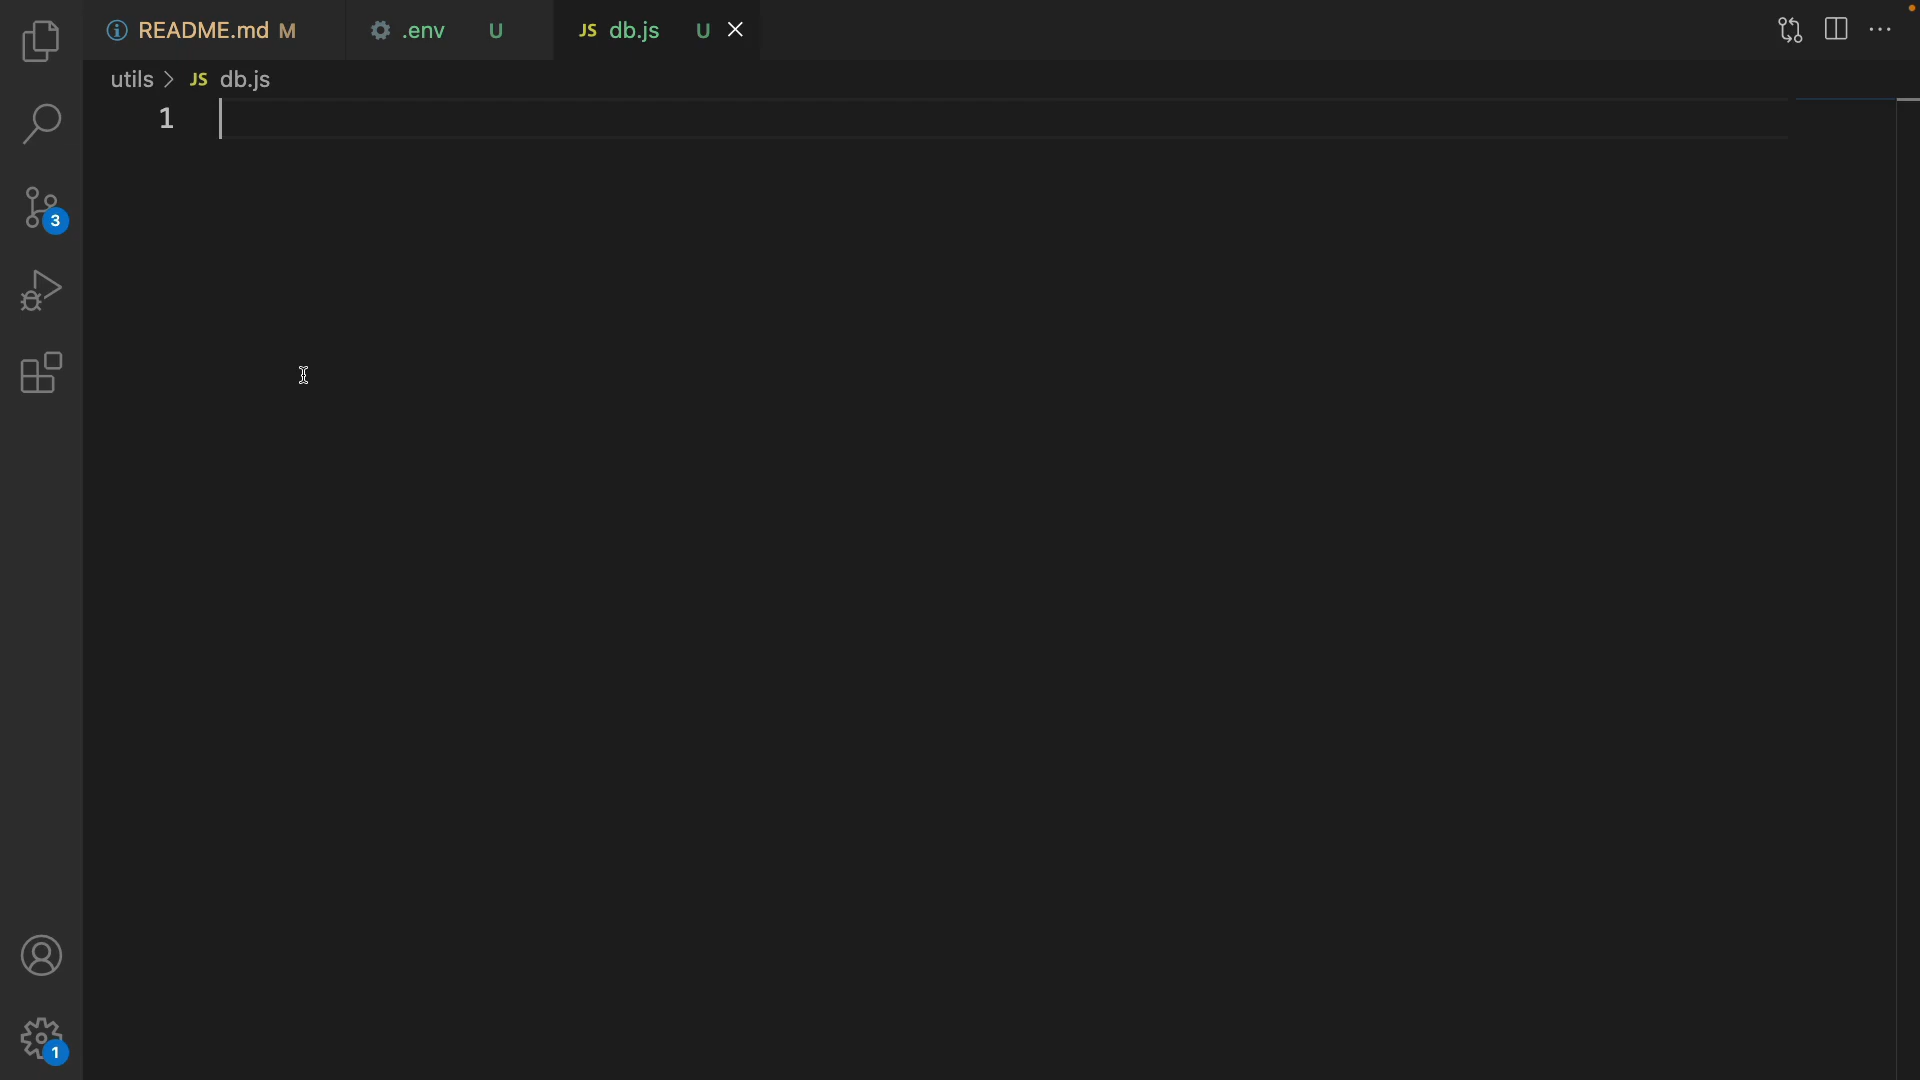 README.md M
.env U
JS db.js U
utils > JS db.js
1
3
1